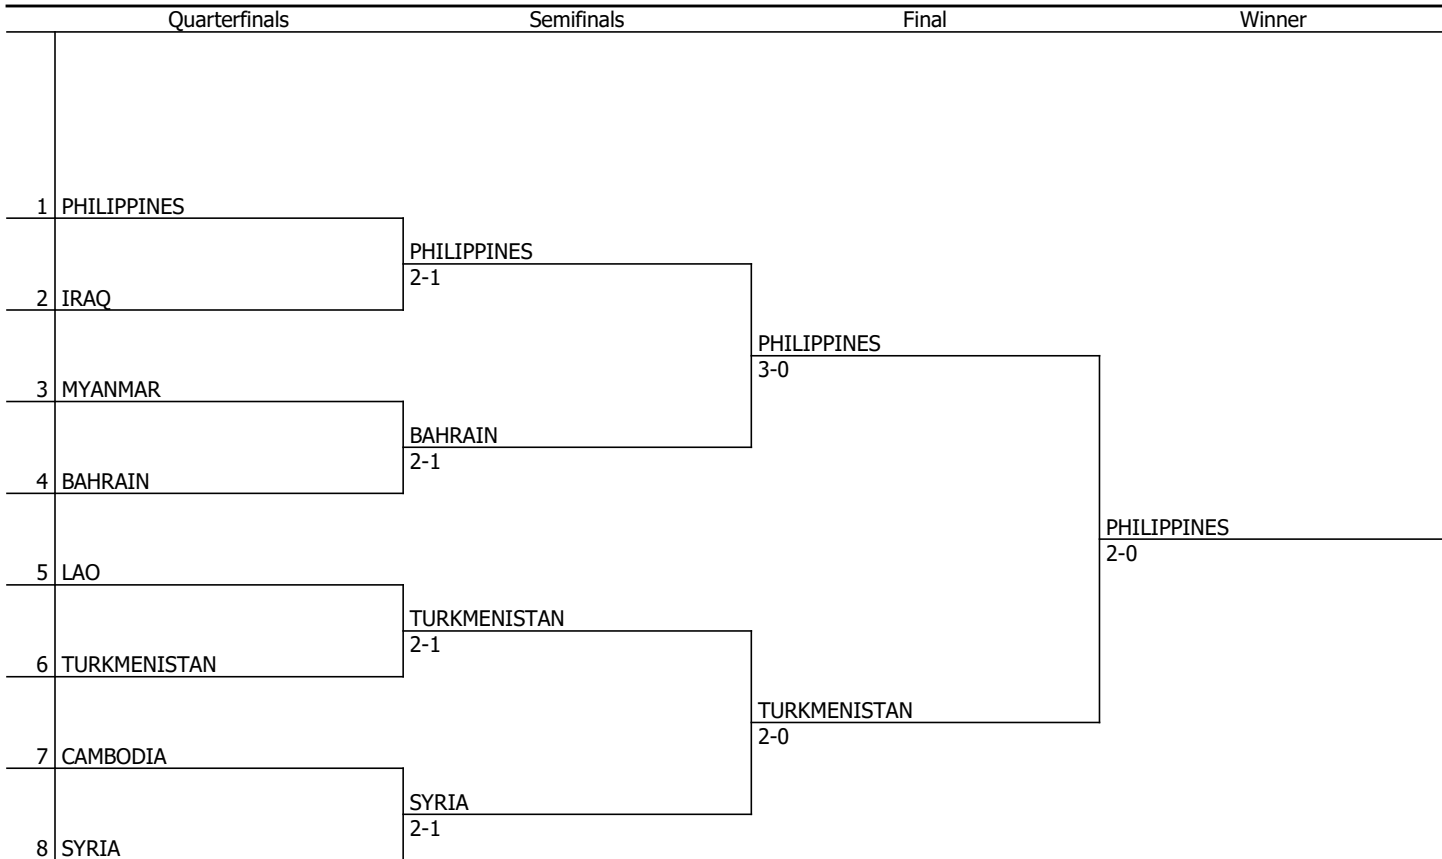 Quarterfinals Semifinals Final Winner
1 PHILIPPINES
PHILIPPINES
2-1
2 IRAQ
PHILIPPINES
3-0
3 MYANMAR
BAHRAIN
2-1
4 BAHRAIN
PHILIPPINES
2-0
5 LAO
TURKMENISTAN
2-1
6 TURKMENISTAN
TURKMENISTAN
2-0
7 CAMBODIA
SYRIA
2-1
8 SYRIA